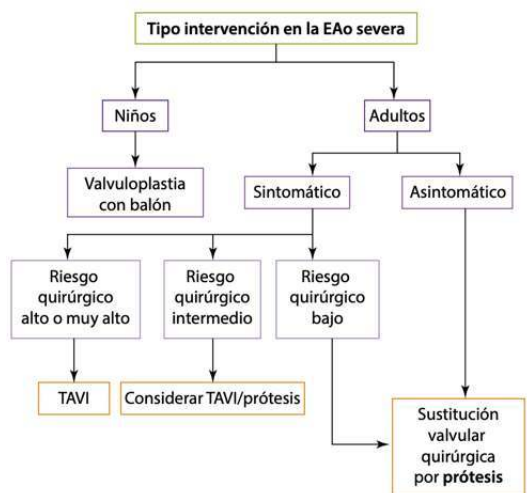 Tipo intervención en la EAo severa
Niños
Adultos
Valvuloplastia
con balón
Sintomático
Asintomático
Riesgo
quirúrgico
alto o muy alto
Riesgo
quirúrgico
intermedio
Riesgo
quirúrgico
bajo
TAVI
Considerar TAVI/prótesis
Sustitución
valvular
quirúrgica
por prótesis